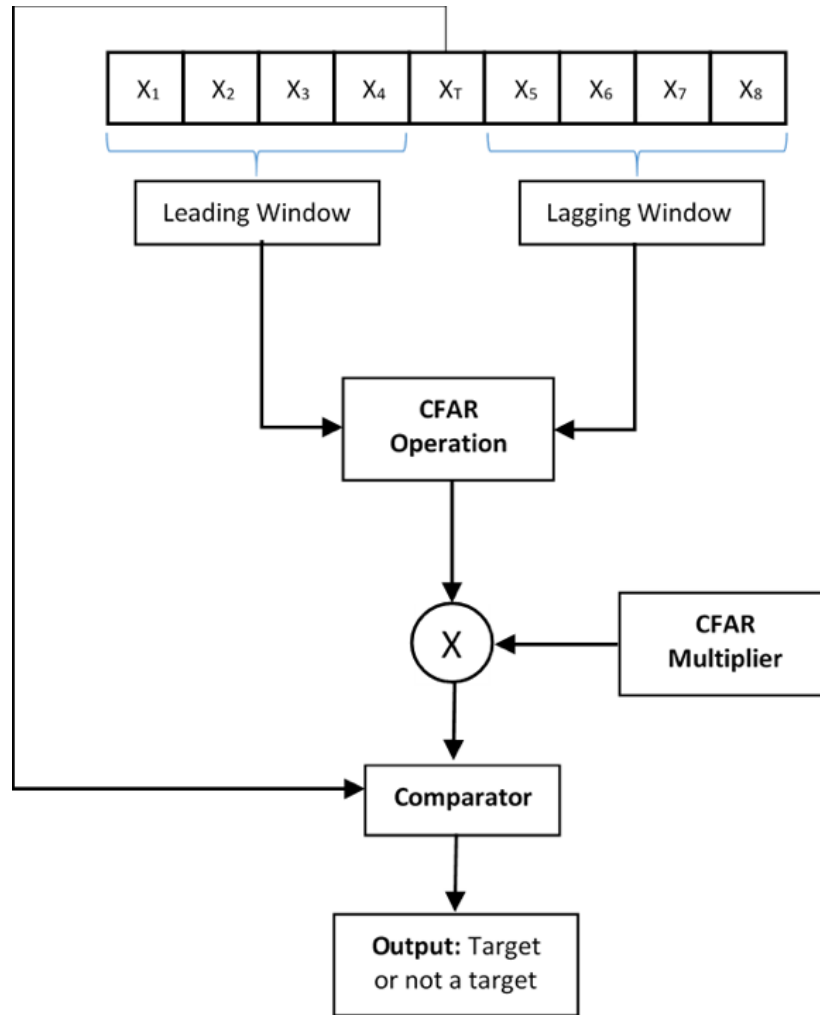 X₁ X₂ X₃ X₄ X_T X₅ X₆ X₇ X₈
Leading Window
Lagging Window
CFAR
Operation
X
CFAR
Multiplier
Comparator
Output: Target
or not a target